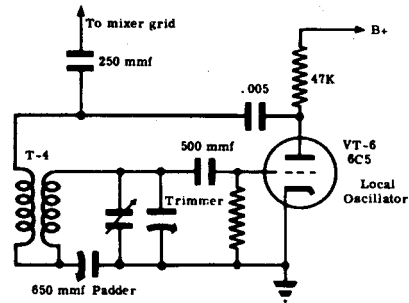 To mixer grid
B+
250 mmf
.005
47K
VT-6
6C5
T-4
500 mmf
Local
Oscillator
Trimmer
650 mmf Padder